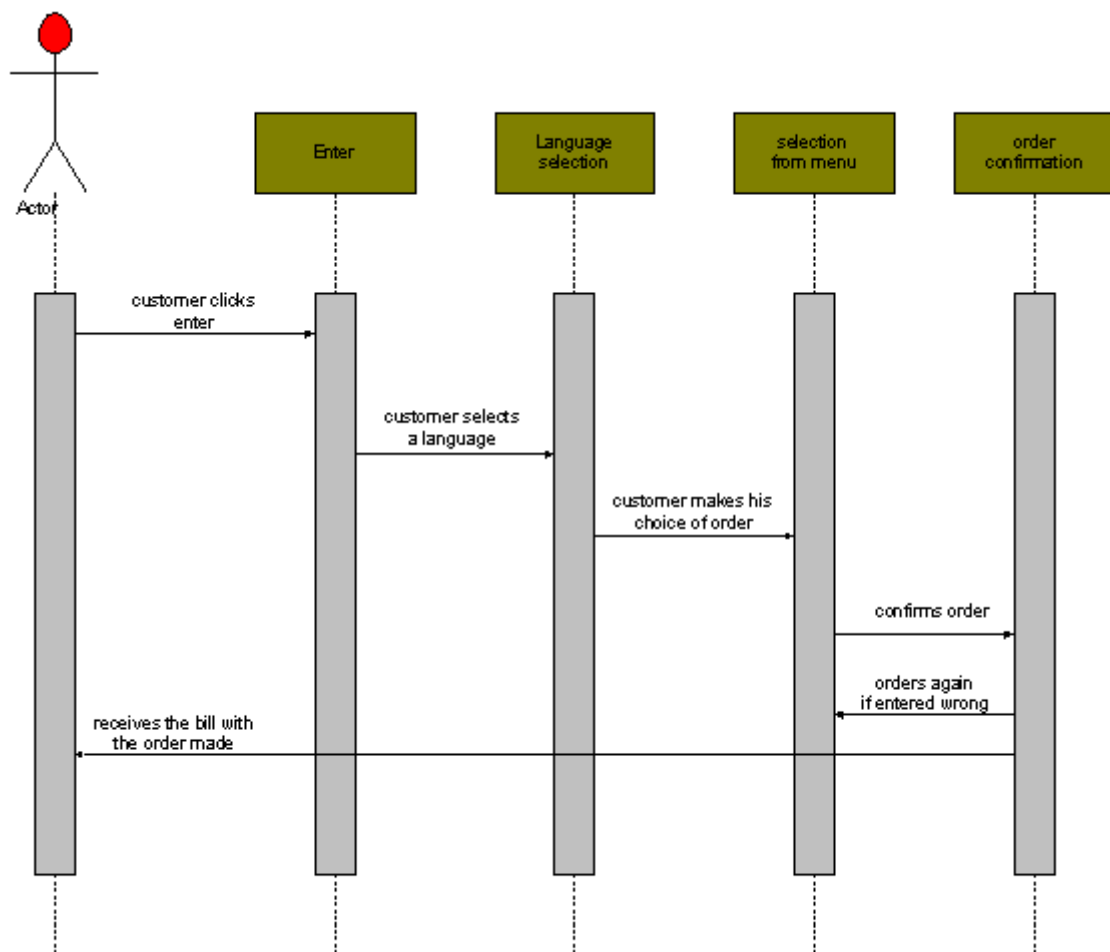 Actor
Enter
Language
selection
selection
from menu
order
confirmation
customer clicks
enter
customer selects
a language
customer makes his
choice of order
confirms order
orders again
if entered wrong
receives the bill with
the order made